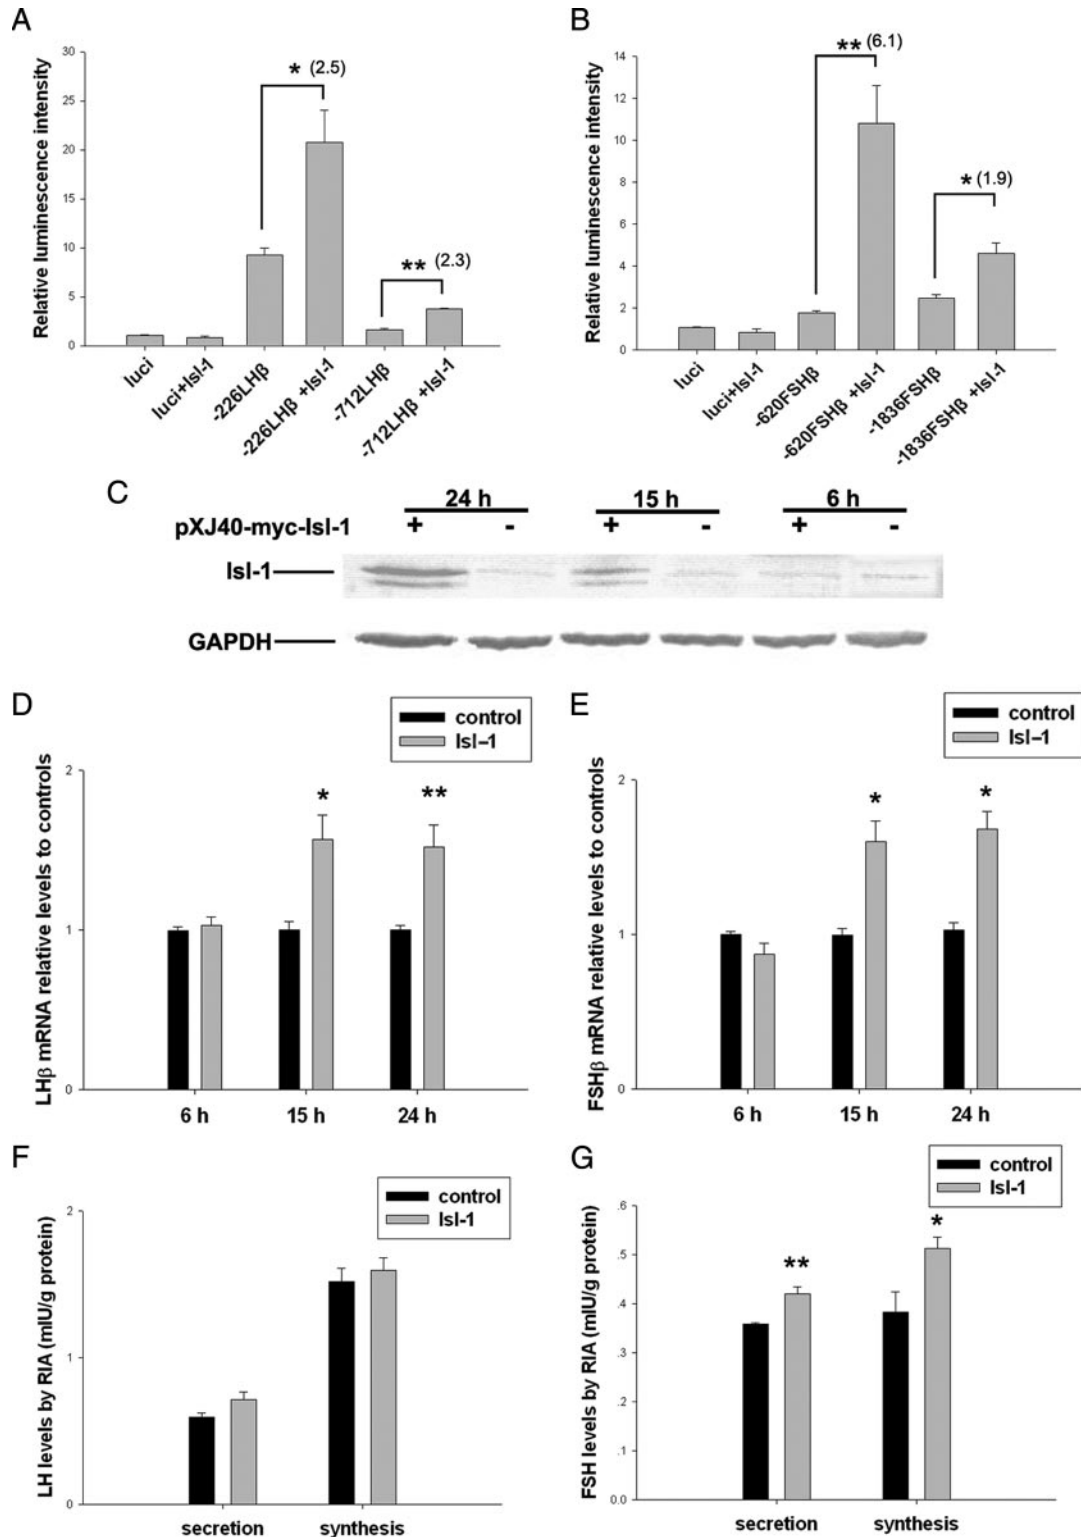 A
Relative luminescence intensity
30
25
20
15
10
5
0
* (2.5)
** (2.3)
luci
luci+Isl-1
-226LHβ
-226LHβ +Isl-1
-712LHβ
-712LHβ +Isl-1
B
Relative luminescence intensity
14
12
10
8
6
4
2
0
** (6.1)
* (1.9)
luci
luci+Isl-1
-620FSHβ
-620FSHβ +Isl-1
-1836FSHβ
-1836FSHβ +Isl-1
C
24 h 15 h 6 h
pXJ40-myc-Isl-1 + - + - + -
Isl-1
GAPDH
D
control
Isl–1
LHβ mRNA relative levels to controls
2
1
0
* **
6 h 15 h 24 h
E
control
Isl–1
FSHβ mRNA relative levels to controls
2
1
0
* *
6 h 15 h 24 h
F
control
Isl-1
LH levels by RIA (mIU/g protein)
2
1
0
secretion synthesis
G
control
Isl-1
FSH levels by RIA (mIU/g protein)
.6
.5
.4
.3
.2
.1
0.0
** *
secretion synthesis